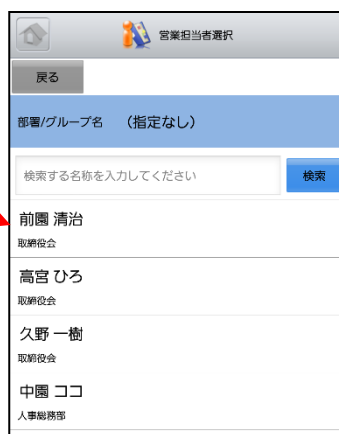 営業担当者選択
戻る
部署/グループ名 (指定なし)
検索する名称を入力してください 検索
前園 清治
取締役会
高宮 ひろ
取締役会
久野 一樹
取締役会
中園 ココ
人事総務部